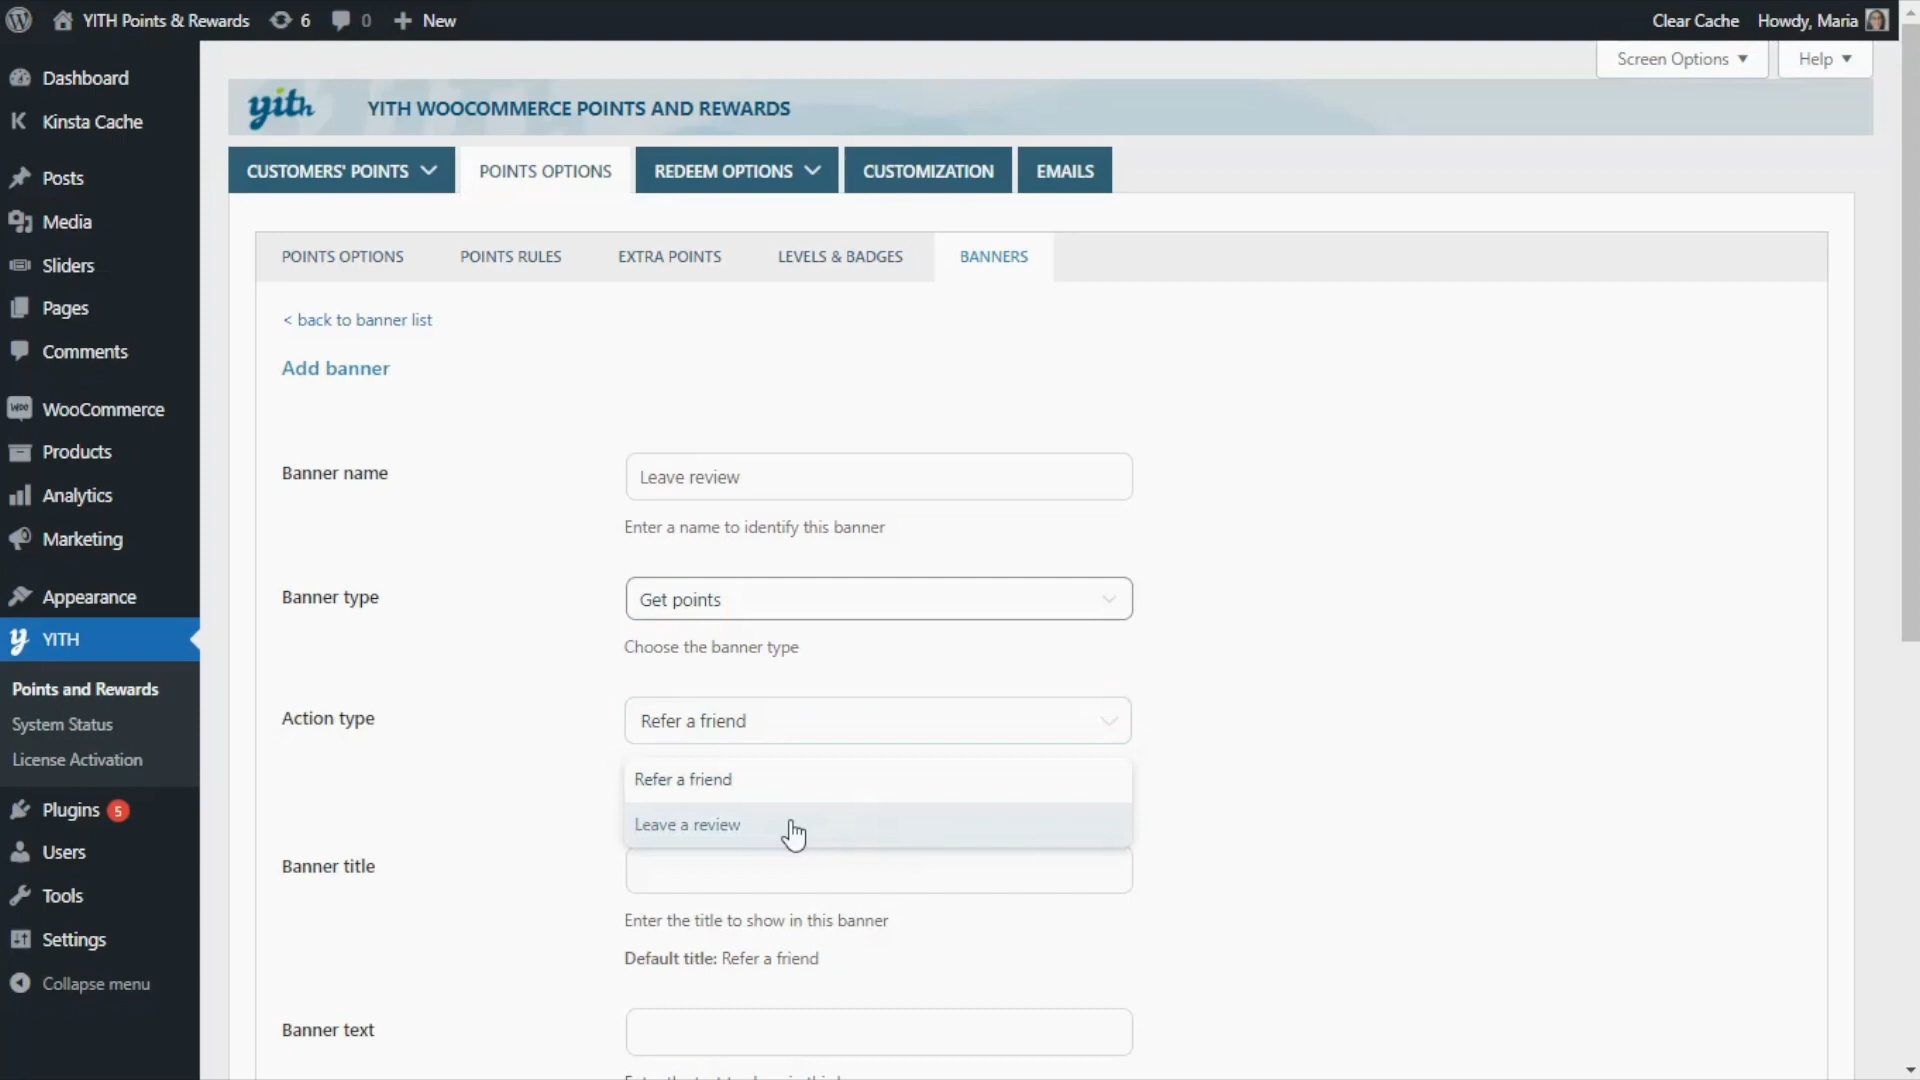 YITH Points & Rewards 6 0 New Clear Cache Howdy, Maria
Screen Options Help
yith YITH WOOCOMMERCE POINTS AND REWARDS
CUSTOMERS' POINTS POINTS OPTIONS REDEEM OPTIONS CUSTOMIZATION EMAILS
POINTS OPTIONS POINTS RULES EXTRA POINTS LEVELS & BADGES BANNERS
Dashboard
Kinsta Cache
Posts
Media
Sliders
Pages
Comments
WooCommerce
Products
Analytics
Marketing
Appearance
YITH
Points and Rewards
System Status
License Activation
Plugins 5
Users
Tools
Settings
Collapse menu
< back to banner list
Add banner
Banner name
Leave review
Enter a name to identify this banner
Banner type
Get points
Choose the banner type
Action type
Refer a friend
Refer a friend
Leave a review
Banner title
Enter the title to show in this banner
Default title: Refer a friend
Banner text